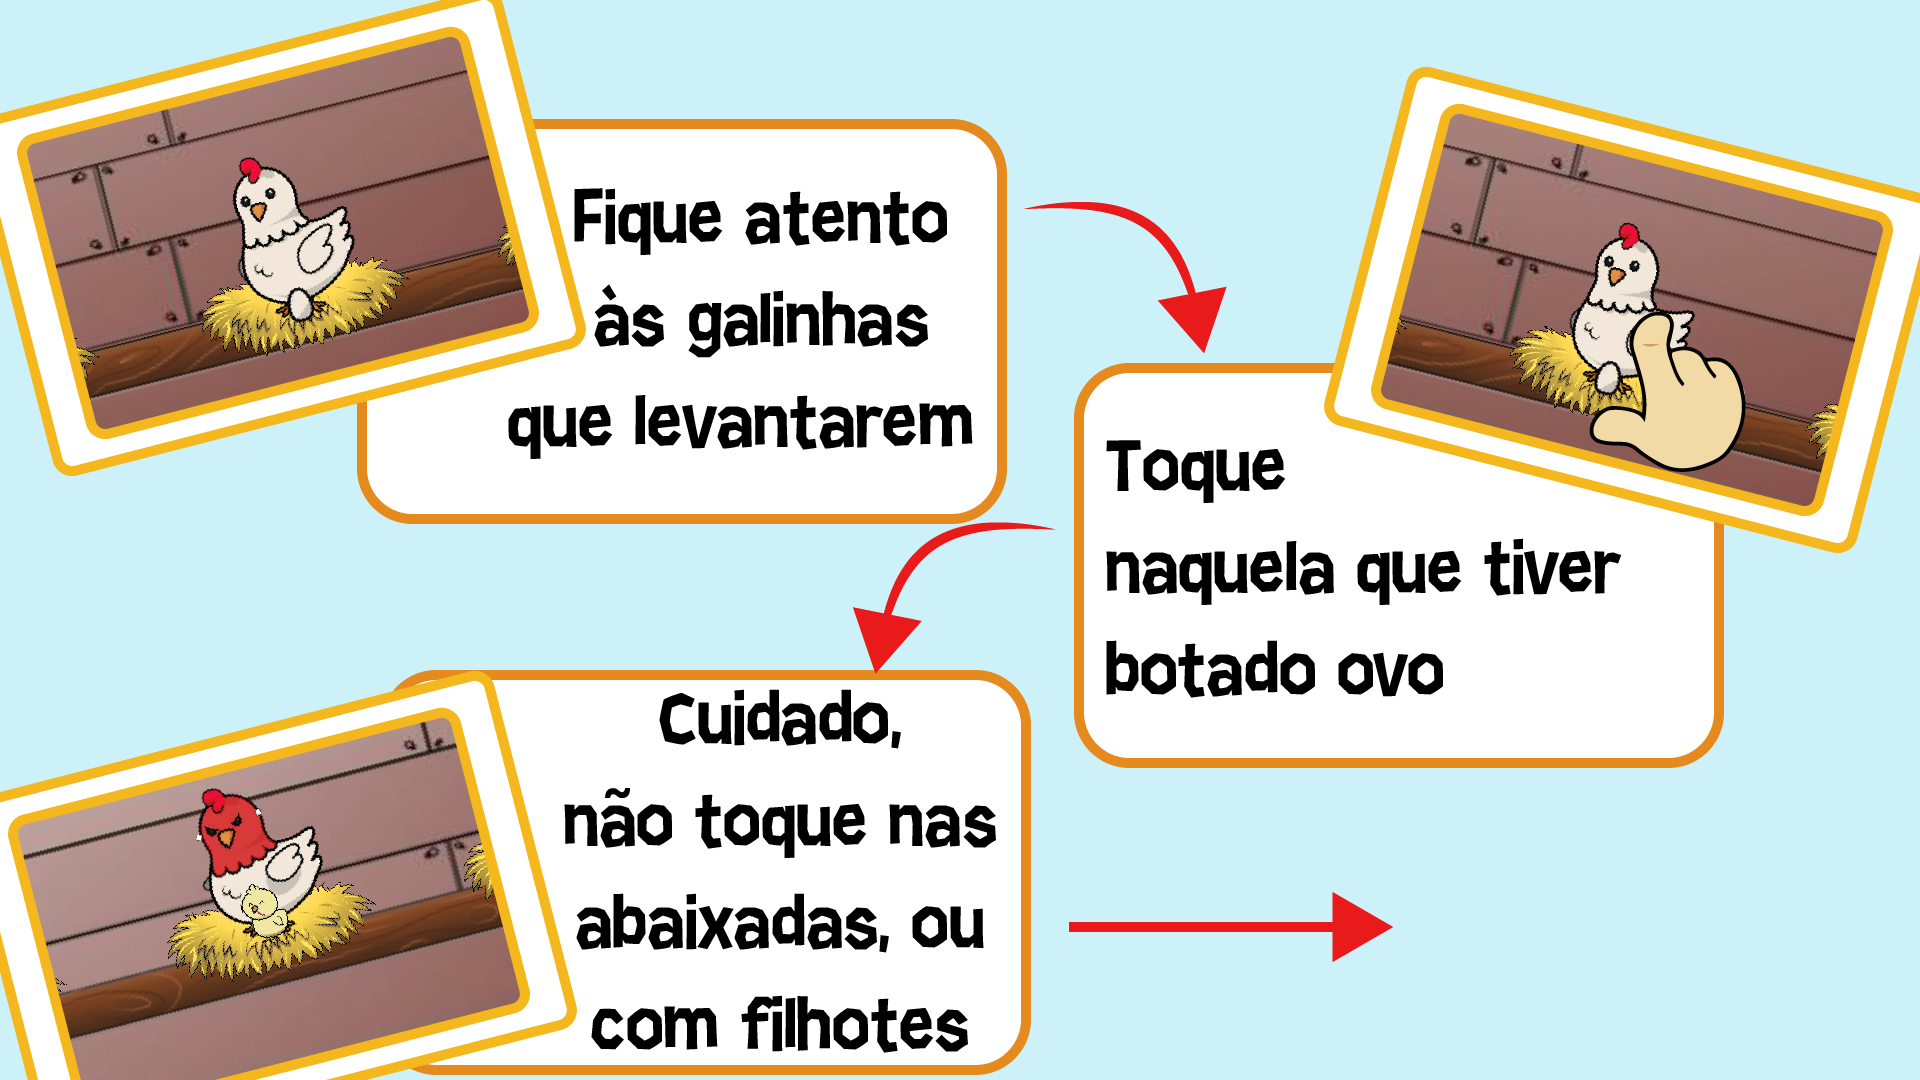 Fique atento
às galinhas
que levantarem
Toque
naquela que tiver
botado ovo
Cuidado,
não toque nas
abaixadas, ou
com filhotes